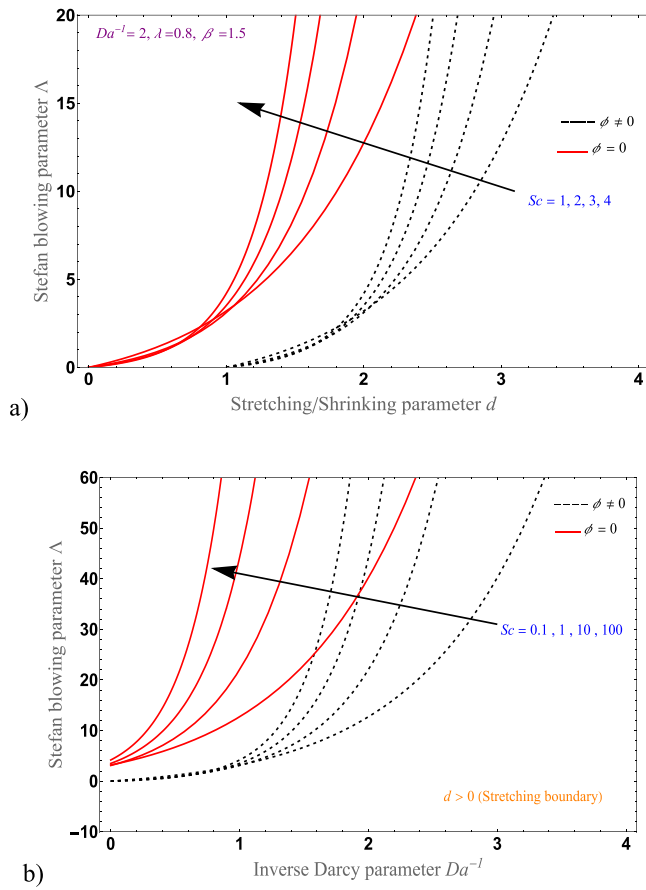 20
15
10
5
0
Stefan blowing parameter Λ
Da⁻¹ = 2, λ=0.8, β=1.5
ϕ ≠ 0
ϕ = 0
Sc = 1, 2, 3, 4
0 1 2 3 4
Stretching/Shrinking parameter d
a)
60
50
40
30
20
10
0
−10
Stefan blowing parameter Λ
ϕ ≠ 0
ϕ = 0
Sc = 0.1 , 1 , 10 , 100
d > 0 (Stretching boundary)
0 1 2 3 4
Inverse Darcy parameter Da⁻¹
b)